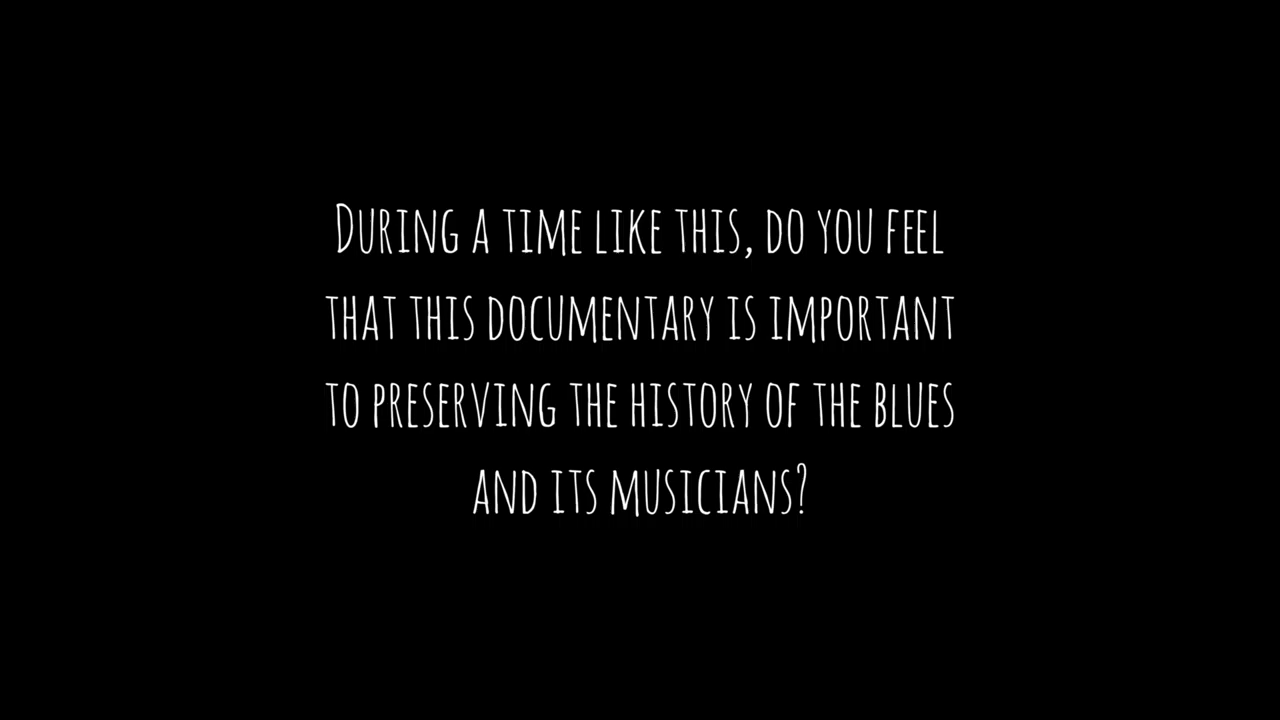 During a time like this, do you feel
that this documentary is important
to preserving the history of the blues
and its musicians?